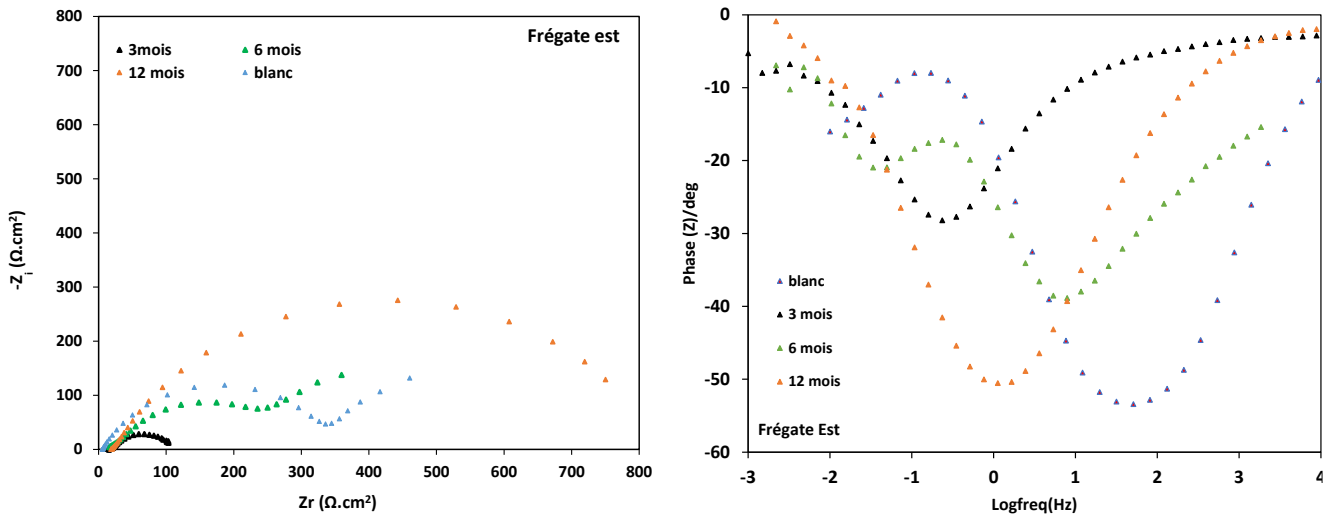 800
700
600
500
400
300
200
100
0
-Z i (Ω.cm²)
Frégate est
3mois
6 mois
12 mois
blanc
0 100 200 300 400 500 600 700 800
Zr (Ω.cm²)
0
-10
-20
-30
-40
-50
-60
Phase (Z)/deg
blanc
3 mois
6 mois
12 mois
Frégate Est
-3 -2 -1 0 1 2 3 4
Logfreq(Hz)